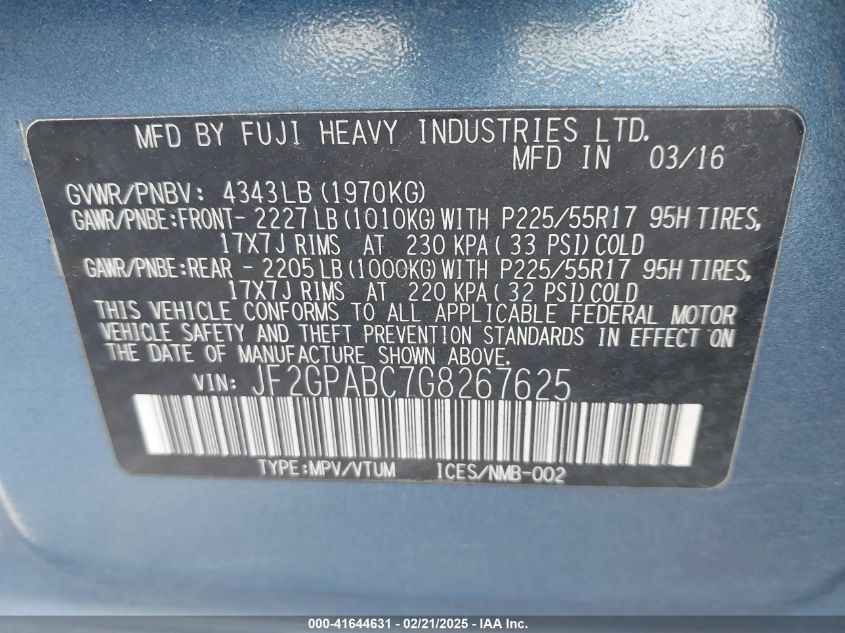 MFD BY FUJI HEAVY INDUSTRIES LTD.
MFD IN 03/16
GVWR/PNBV: 4343LB (1970KG)
GAWR/PNBE:FRONT- 2227LB (1010KG) WITH P225/55R17 95H TIRES,
17X7J RIMS AT 230 KPA ( 33 PSI) COLD
GAWR/PNBE:REAR - 2205LB (1000KG) WITH P225/55R17 95H TIRES,
17X7J RIMS AT 220 KPA ( 32 PSI) COLD
THIS VEHICLE CONFORMS TO ALL APPLICABLE FEDERAL MOTOR
VEHICLE SAFETY AND THEFT PREVENTION STANDARDS IN EFFECT ON
THE DATE OF MANUFACTURE SHOWN ABOVE.
VIN: JF2GPABC7G8267625
TYPE:MPV/VTUM ICES/NMB-002
000-41644631 - 02/21/2025 - IAAI Inc.